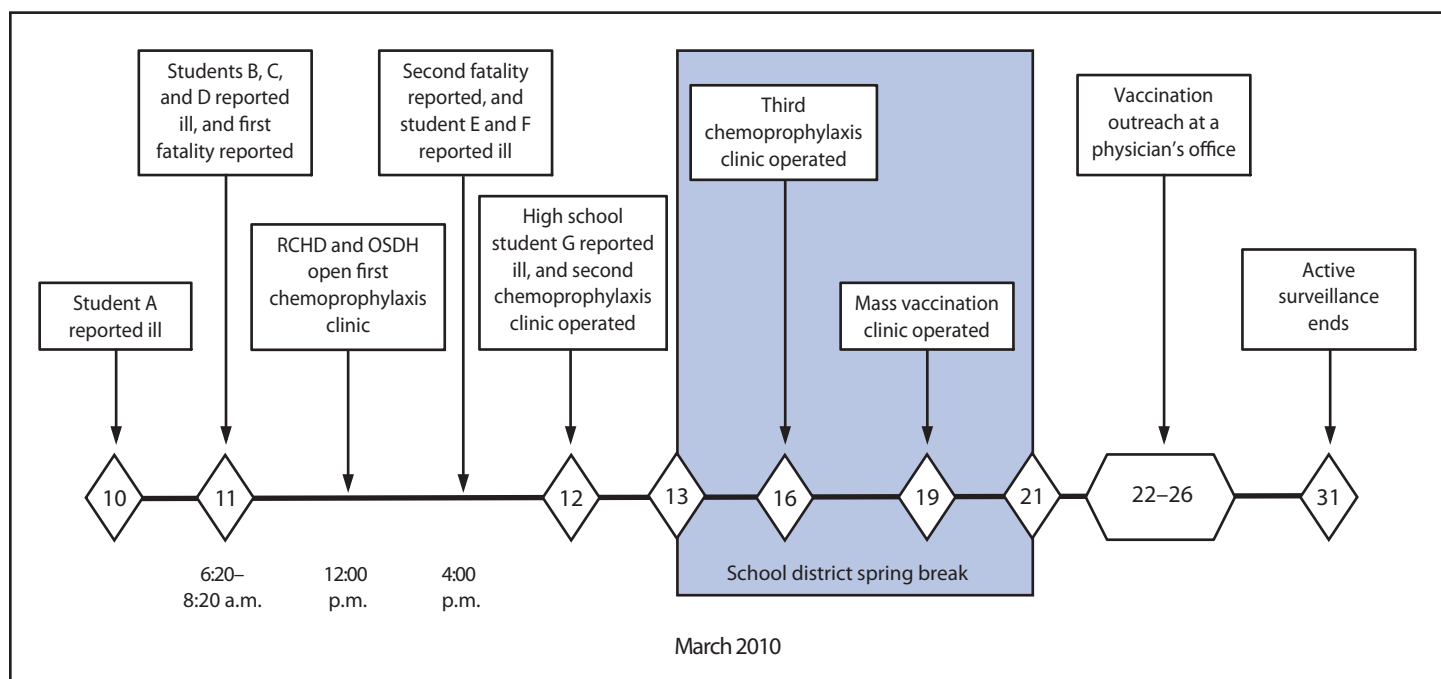 Students B, C,
and D reported
ill, and first
fatality reported
Second fatality
reported, and
student E and F
reported ill
Third
chemoprophylaxis
clinic operated
Vaccination
outreach at a
physician's office
High school
student G reported
ill, and second
chemoprophylaxis
clinic operated
RCHD and OSDH
open first
chemoprophylaxis
clinic
Student A
reported ill
Mass vaccination
clinic operated
Active
surveillance
ends
10
11
12
13
16
19
21
22–26
31
6:20–
8:20 a.m.
12:00
p.m.
4:00
p.m.
School district spring break
March 2010